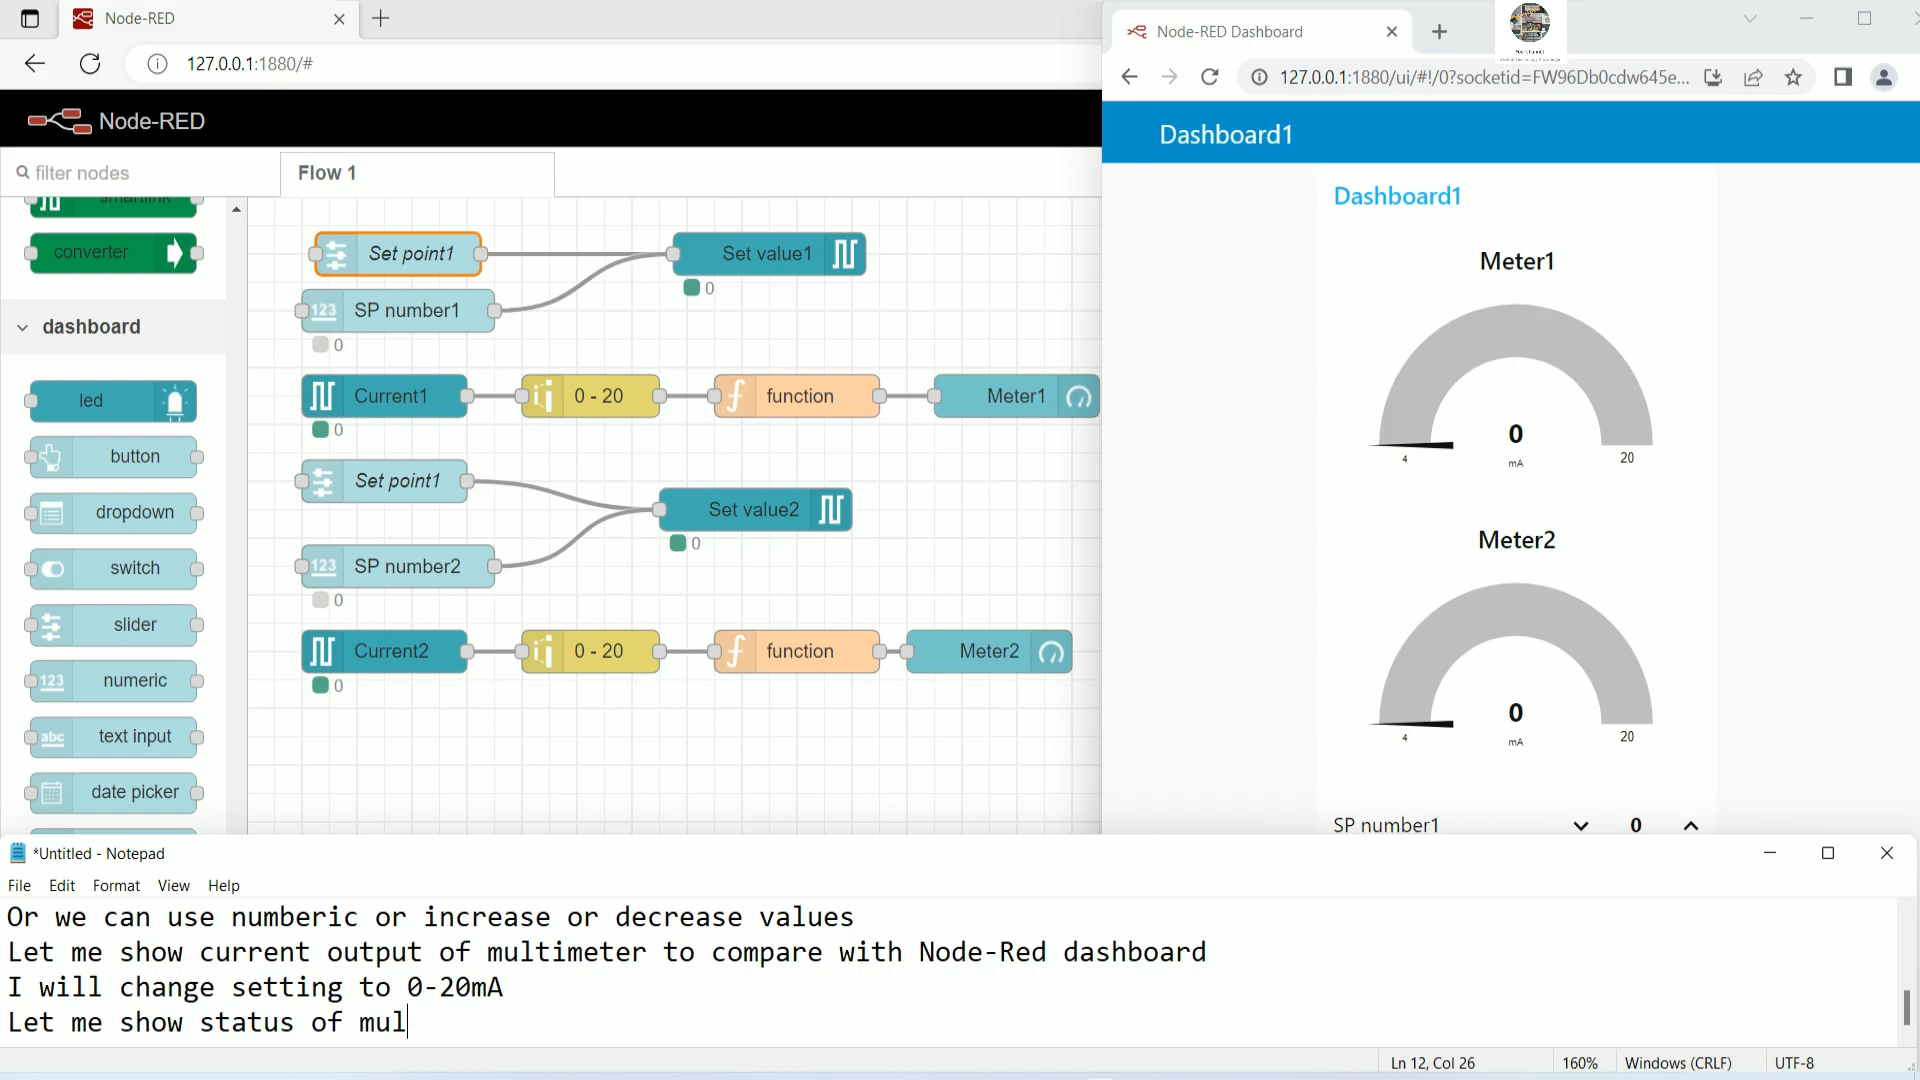 Node-RED
127.0.0.1:1880/#
Node-RED
filter nodes
Flow 1
smartlink
converter
dashboard
led
button
dropdown
switch
slider
123 numeric
abc text input
date picker
Set point1
Set value1
0
123 SP number1
0
Current1
0 - 20
function
Meter1
0
Set point1
Set value2
0
123 SP number2
0
Current2
0 - 20
function
Meter2
0
Node-RED Dashboard
127.0.0.1:1880/ui/#!/0?socketid=FW96Db0cdw645e...
Dashboard1
Dashboard1
Meter1
0
mA
4
20
Meter2
0
mA
4
20
SP number1
0
*Untitled - Notepad
File Edit Format View Help
Or we can use numberic or increase or decrease values
Let me show current output of multimeter to compare with Node-Red dashboard
I will change setting to 0-20mA
Let me show status of mul
Ln 12, Col 26
160%
Windows (CRLF)
UTF-8